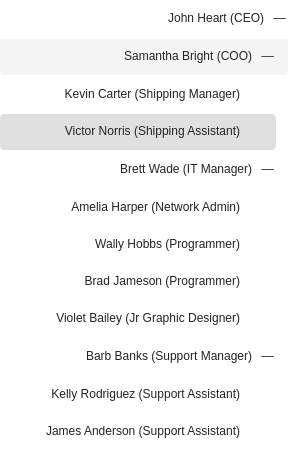 John Heart (CEO)
Samantha Bright (COO)
Kevin Carter (Shipping Manager)
Victor Norris (Shipping Assistant)
Brett Wade (IT Manager)
Amelia Harper (Network Admin)
Wally Hobbs (Programmer)
Brad Jameson (Programmer)
Violet Bailey (Jr Graphic Designer)
Barb Banks (Support Manager)
Kelly Rodriguez (Support Assistant)
James Anderson (Support Assistant)